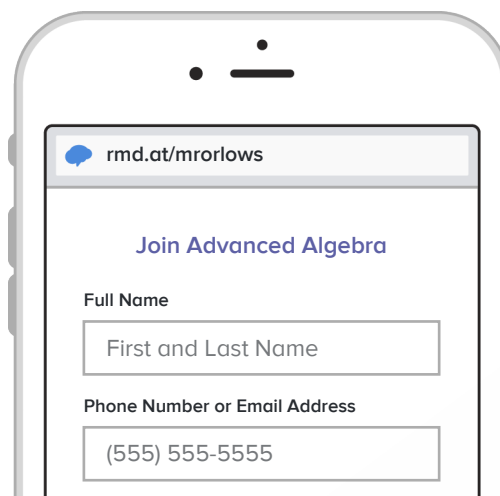 rmd.at/mrorlows
Join Advanced Algebra
Full Name
First and Last Name
Phone Number or Email Address
(555) 555-5555